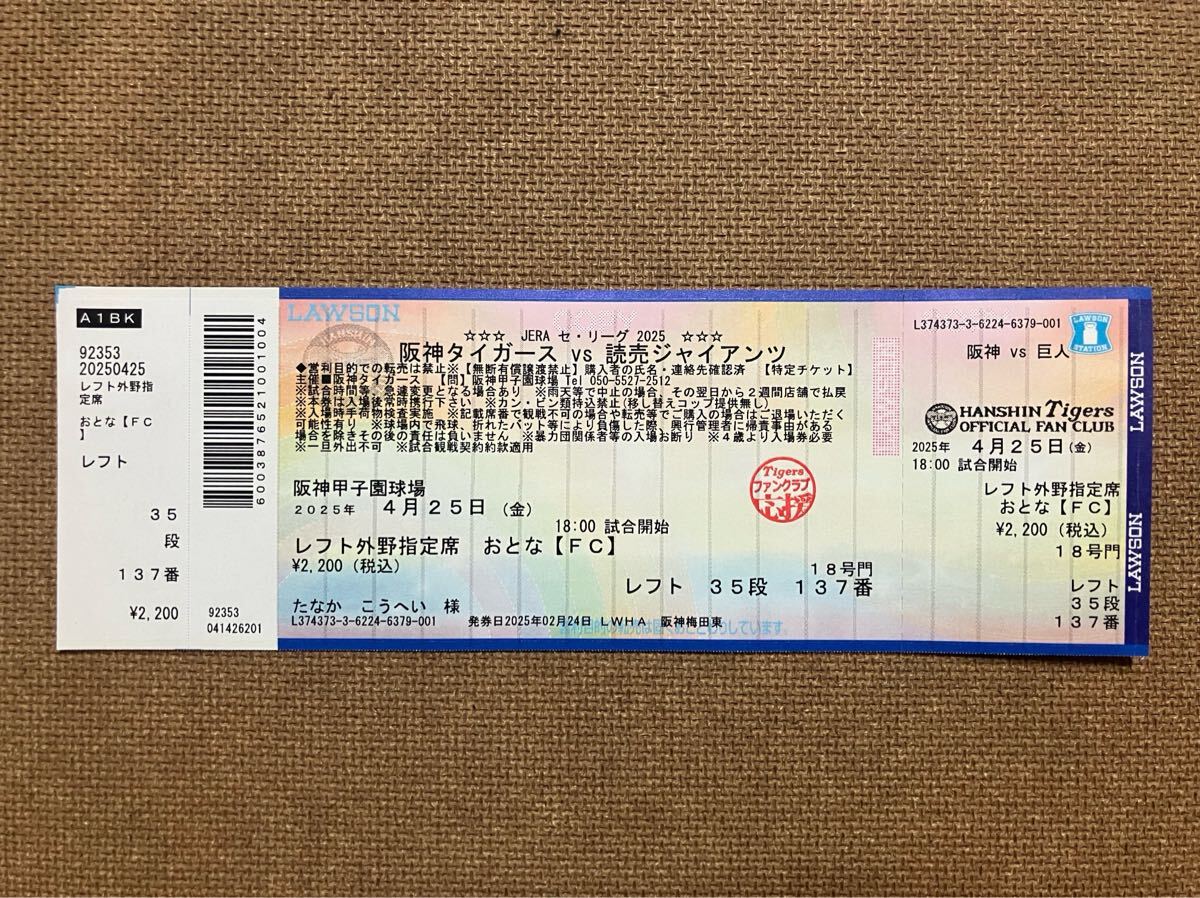 A1BK
92353
20250425
レフト外野指
定席
おとな【ＦＣ
】
レフト
３５
段
１３７番
¥2,200
6003876521001004
92353
041426201
LAWSON
HANSHIN
☆☆☆ JERA セ・リーグ 2025 ☆☆☆
阪神タイガース vs 読売ジャイアンツ
◆営利目的での転売は禁止※【無断有償譲渡禁止】購入者の氏名・連絡先確認済 【特定チケット】
主催■阪神タイガース 【問】阪神甲子園球場 Tel 050-5527-2512
※試合時間等、急遽変更となる場合あり ※雨天等で中止の場合、その翌日から２週間店舗で払戻
※本券は入場後常時携行下さい ※カン・ビン類持込禁止(移し替えコップ提供無し)
※入場時手荷物検査実施 ※記載席番で観戦不可の場合や転売等でご購入の場合はご退場いただく
可能性有り ※球場内で飛球、折れたバット等により負傷した際、興行管理者に帰責事由がある
場合を除きその後の責任は負いません ※暴力団関係者等の入場お断り ※４歳より入場券必要
※一旦外出不可 ※試合観戦契約約款適用
阪神甲子園球場
２０２５年 ４月２５日（金）
18:00 試合開始
レフト外野指定席 おとな【ＦＣ】
¥2,200（税込）
１８号門
レフト ３５段 １３７番
たなか こうへい 様
L374373-3-6224-6379-001 発券日2025年02月24日 ＬＷＨＡ 阪神梅田東
Tigers
ファンクラブ
L374373-3-6224-6379-001
阪神 vs 巨人
LAWSON
STATION
HANSHIN Tigers
OFFICIAL FAN CLUB
2025年 ４月２５日(金)
18:00 試合開始
レフト外野指定席
おとな【ＦＣ】
¥2,200（税込）
１８号門
レフト
３５段
１３７番
LAWSON
LAWSON